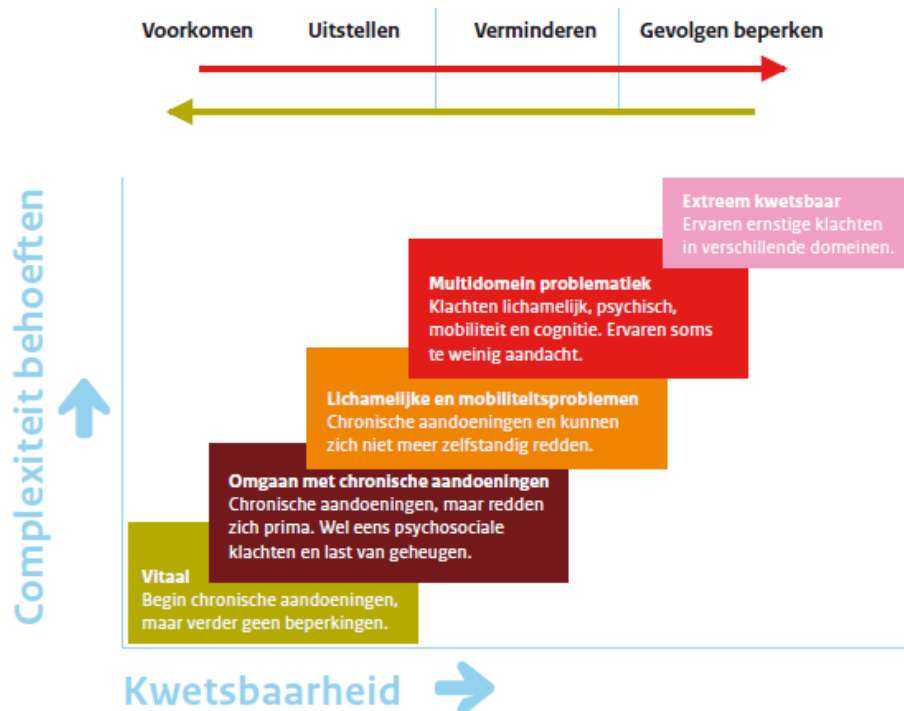 Voorkomen Uitstellen Verminderen Gevolgen beperken
Complexiteit behoeften
Extreem kwetsbaar
Ervaren ernstige klachten
in verschillende domeinen.
Multidomein problematiek
Klachten lichamelijk, psychisch,
mobiliteit en cognitie. Ervaren soms
te weinig aandacht.
Lichamelijke en mobiliteitsproblemen
Chronische aandoeningen en kunnen
zich niet meer zelfstandig redden.
Omgaan met chronische aandoeningen
Chronische aandoeningen, maar redden
zich prima. Wel eens psychosociale
klachten en last van geheugen.
Vitaal
Begin chronische aandoeningen,
maar verder geen beperkingen.
Kwetsbaarheid